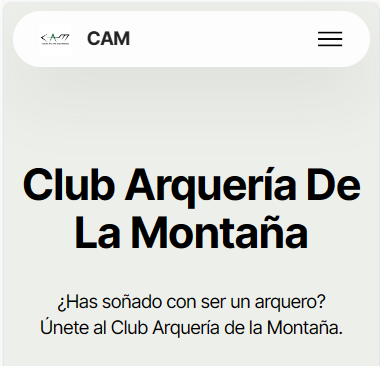 CAM
Club Arquería De
La Montaña
¿Has soñado con ser un arquero?
Únete al Club Arquería de la Montaña.